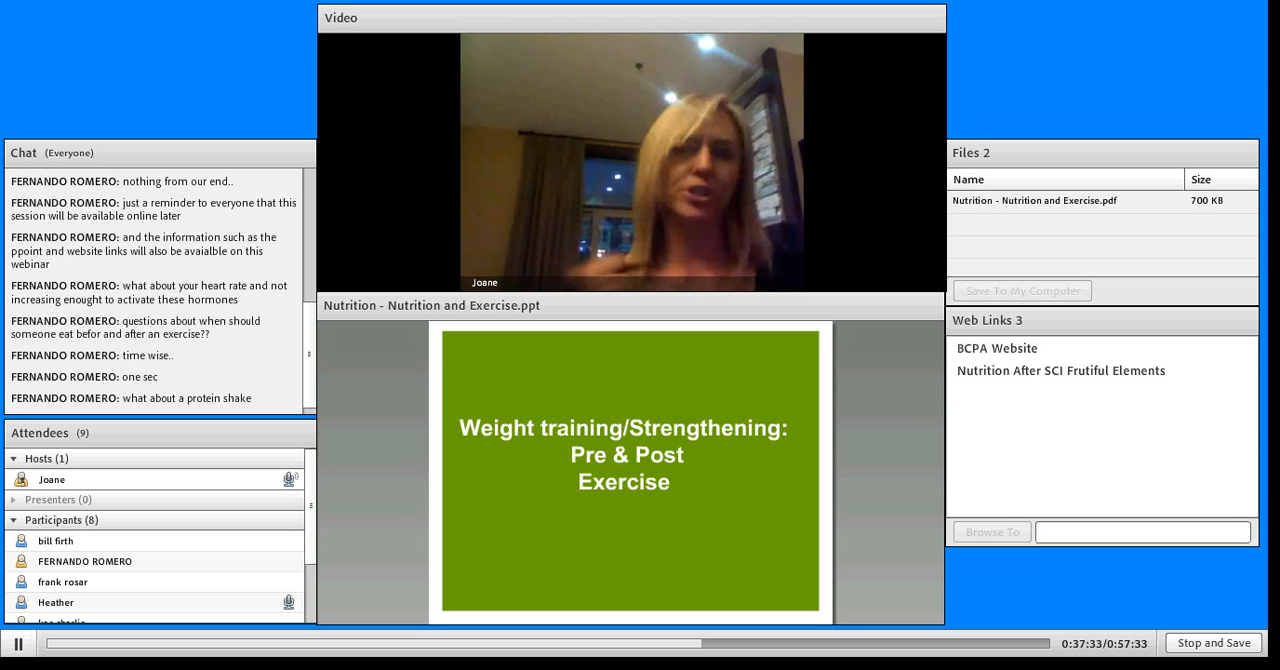 Video
Joane
Chat (Everyone)
FERNANDO ROMERO: nothing from our end..
FERNANDO ROMERO: just a reminder to everyone that this
session will be available online later
FERNANDO ROMERO: and the information such as the
ppoint and website links will also be avaialble on this
webinar
FERNANDO ROMERO: what about your heart rate and not
increasing enought to activate these hormones
FERNANDO ROMERO: questions about when should
someone eat befor and after an exercise??
FERNANDO ROMERO: time wise..
FERNANDO ROMERO: one sec
FERNANDO ROMERO: what about a protein shake
Attendees (9)
Hosts (1)
Joane
Presenters (0)
Participants (8)
bill firth
FERNANDO ROMERO
frank rosar
Heather
Nutrition - Nutrition and Exercise.ppt
Weight training/Strengthening:
Pre & Post
Exercise
Files 2
Name Size
Nutrition - Nutrition and Exercise.pdf 700 KB
Save To My Computer
Web Links 3
BCPA Website
Nutrition After SCI Frutiful Elements
Browse To
0:37:33/0:57:33
Stop and Save